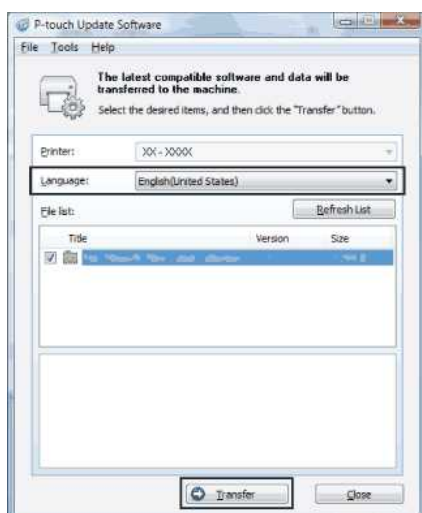 P-touch Update Software
File Tools Help
The latest compatible software and data will be
transferred to the machine.
Select the desired items, and then click the "Transfer" button.
Printer: XX - XXXX
Language: English(United States)
File list: Refresh List
Title Version Size
Transfer Close